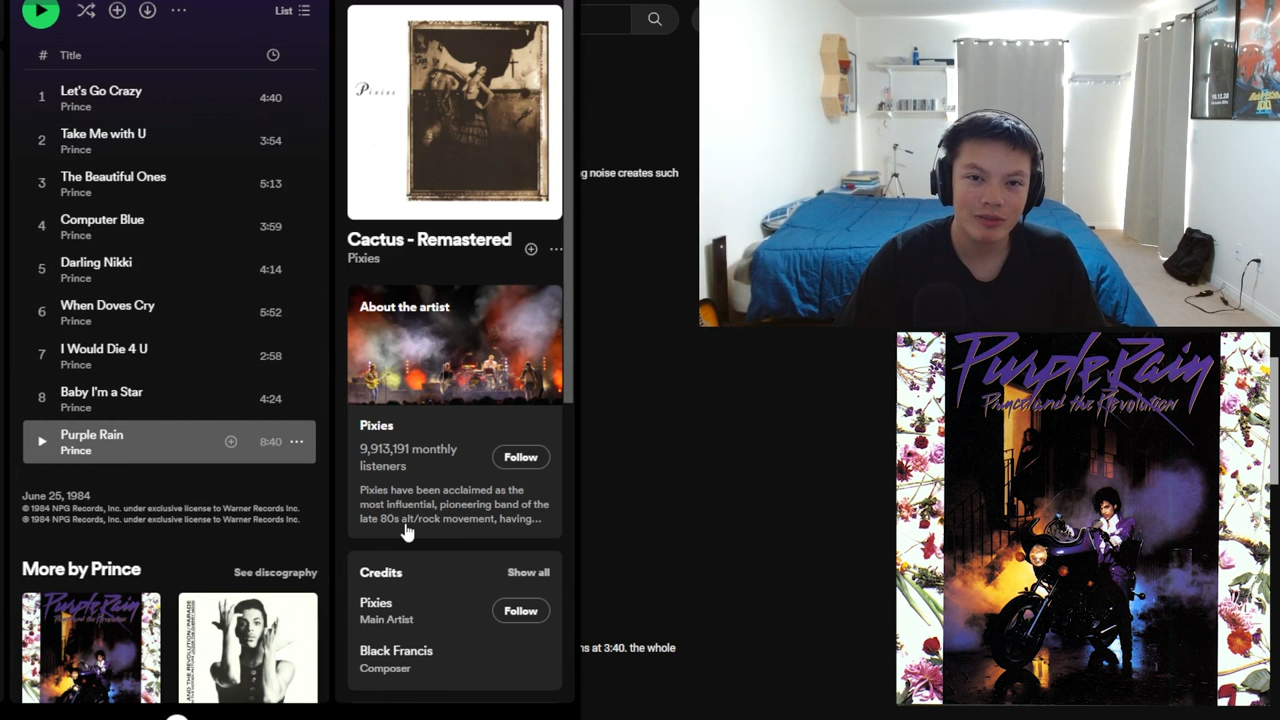 List
# Title
1 Let's Go Crazy 4:40
Prince
2 Take Me with U 3:54
Prince
3 The Beautiful Ones 5:13
Prince
4 Computer Blue 3:59
Prince
5 Darling Nikki 4:14
Prince
6 When Doves Cry 5:52
Prince
7 I Would Die 4 U 2:58
Prince
8 Baby I'm a Star 4:24
Prince
Purple Rain 8:40
Prince
June 25, 1984
© 1984 NPG Records, Inc. under exclusive license to Warner Records Inc.
℗ 1984 NPG Records, Inc. under exclusive license to Warner Records Inc.
More by Prince See discography
Purple Rain
AND THE REVOLUTION/PARADE
Pixies
Cactus - Remastered
Pixies
About the artist
Pixies
9,913,191 monthly
listeners
Follow
Pixies have been acclaimed as the
most influential, pioneering band of the
late 80s alt/rock movement, having...
Credits Show all
Pixies
Main Artist
Follow
Black Francis
Composer
g noise creates such
ns at 3:40. the whole
Purple Rain
Prince and the Revolution